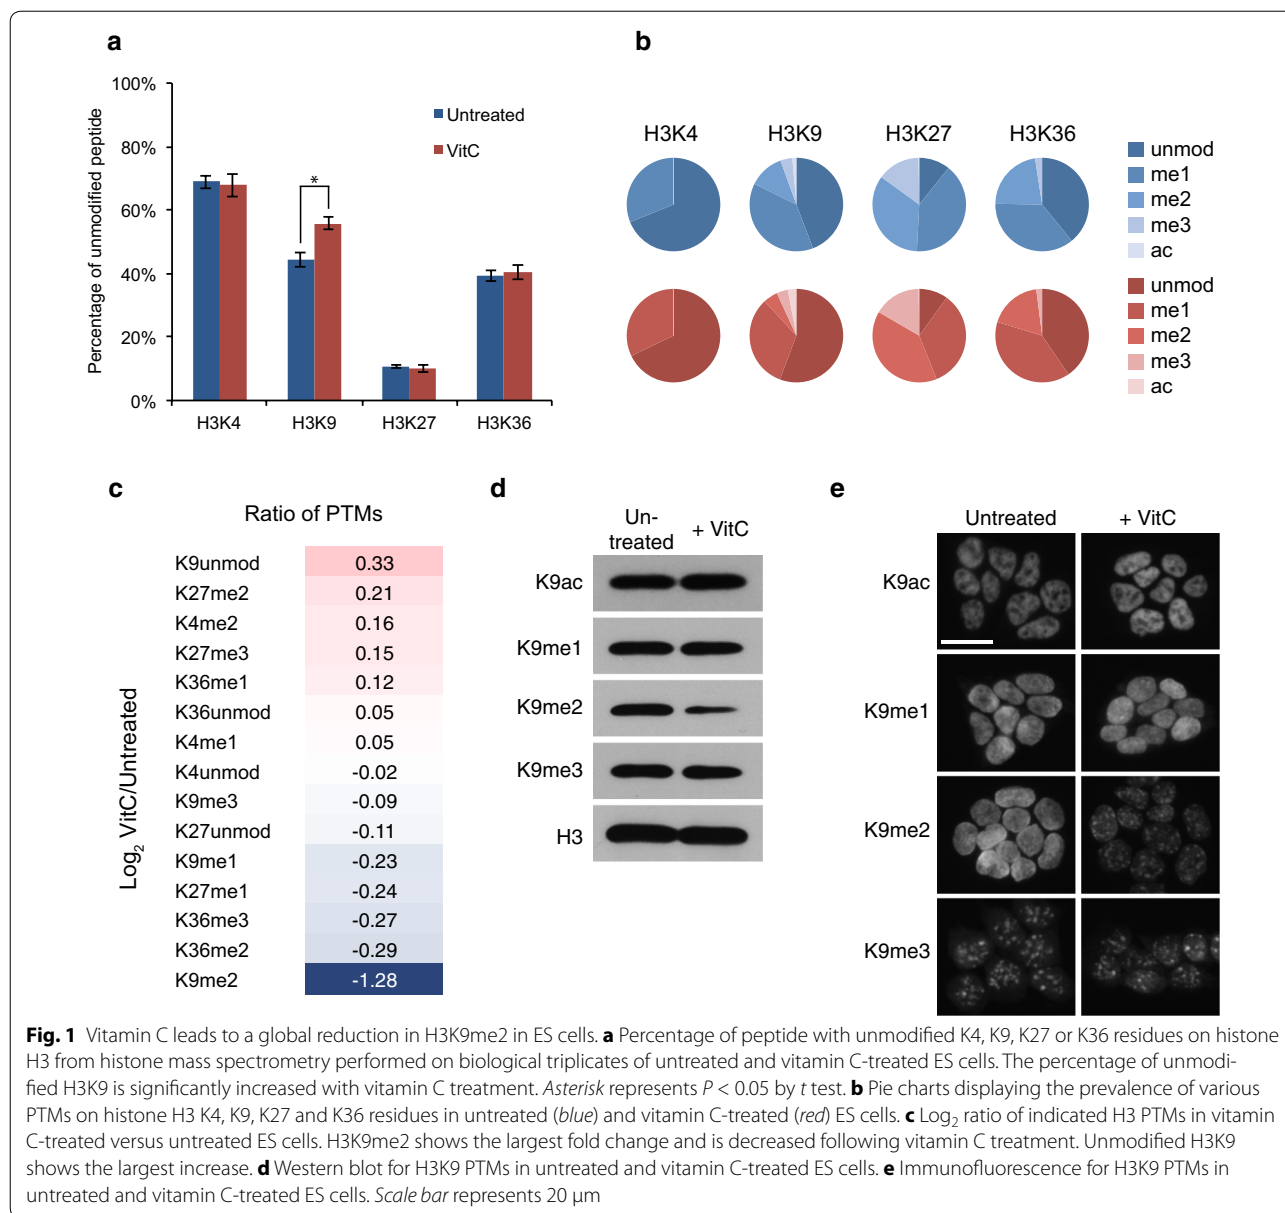 a
100%
80%
60%
40%
20%
0%
Percentage of unmodified peptide
Untreated
VitC
*
H3K4 H3K9 H3K27 H3K36
b
H3K4 H3K9 H3K27 H3K36
unmod
me1
me2
me3
ac
unmod
me1
me2
me3
ac
c
Ratio of PTMs
Log2 VitC/Untreated
K9unmod 0.33
K27me2 0.21
K4me2 0.16
K27me3 0.15
K36me1 0.12
K36unmod 0.05
K4me1 0.05
K4unmod -0.02
K9me3 -0.09
K27unmod -0.11
K9me1 -0.23
K27me1 -0.24
K36me3 -0.27
K36me2 -0.29
K9me2 -1.28
d
Un-
treated
+ VitC
K9ac
K9me1
K9me2
K9me3
H3
e
Untreated + VitC
K9ac
K9me1
K9me2
K9me3
Fig. 1 Vitamin C leads to a global reduction in H3K9me2 in ES cells. a Percentage of peptide with unmodified K4, K9, K27 or K36 residues on histone
H3 from histone mass spectrometry performed on biological triplicates of untreated and vitamin C-treated ES cells. The percentage of unmodi-
fied H3K9 is significantly increased with vitamin C treatment. Asterisk represents P < 0.05 by t test. b Pie charts displaying the prevalence of various
PTMs on histone H3 K4, K9, K27 and K36 residues in untreated (blue) and vitamin C-treated (red) ES cells. c Log2 ratio of indicated H3 PTMs in vitamin
C-treated versus untreated ES cells. H3K9me2 shows the largest fold change and is decreased following vitamin C treatment. Unmodified H3K9
shows the largest increase. d Western blot for H3K9 PTMs in untreated and vitamin C-treated ES cells. e Immunofluorescence for H3K9 PTMs in
untreated and vitamin C-treated ES cells. Scale bar represents 20 μm